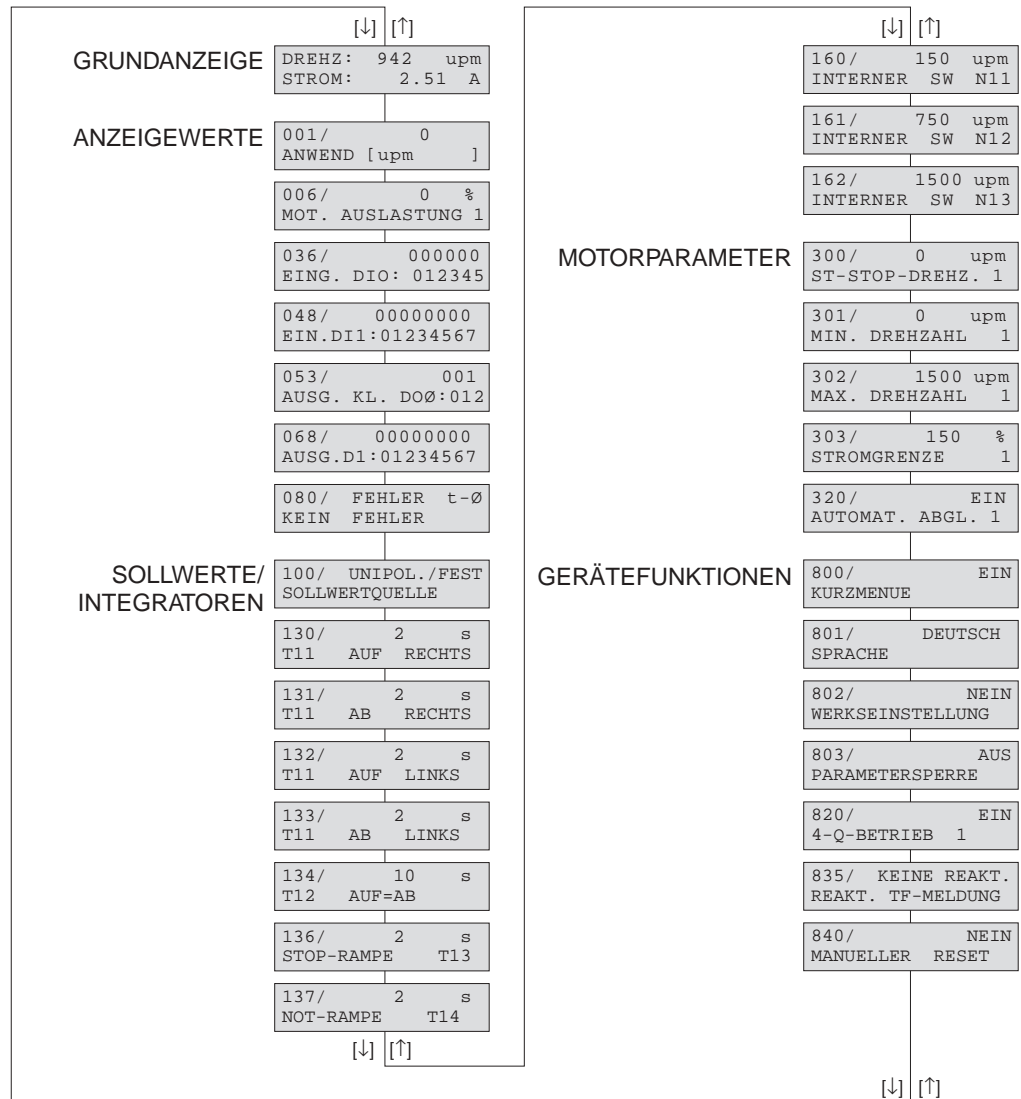 [↓] [↑]
GRUNDANZEIGE
DREHZ: 942 upm
STROM: 2.51 A
ANZEIGEWERTE
001/ 0
ANWEND [upm ]
006/ 0 %
MOT. AUSLASTUNG 1
036/ 000000
EING. DIO: 012345
048/ 00000000
EIN.DI1:01234567
053/ 001
AUSG. KL. DOØ:012
068/ 00000000
AUSG.D1:01234567
080/ FEHLER t-Ø
KEIN FEHLER
SOLLWERTE/
INTEGRATOREN
100/ UNIPOL./FEST
SOLLWERTQUELLE
130/ 2 s
T11 AUF RECHTS
131/ 2 s
T11 AB RECHTS
132/ 2 s
T11 AUF LINKS
133/ 2 s
T11 AB LINKS
134/ 10 s
T12 AUF=AB
136/ 2 s
STOP-RAMPE T13
137/ 2 s
NOT-RAMPE T14
[↓] [↑]
[↓] [↑]
160/ 150 upm
INTERNER SW N11
161/ 750 upm
INTERNER SW N12
162/ 1500 upm
INTERNER SW N13
MOTORPARAMETER
300/ 0 upm
ST-STOP-DREHZ. 1
301/ 0 upm
MIN. DREHZAHL 1
302/ 1500 upm
MAX. DREHZAHL 1
303/ 150 %
STROMGRENZE 1
320/ EIN
AUTOMAT. ABGL. 1
GERÄTEFUNKTIONEN
800/ EIN
KURZMENUE
801/ DEUTSCH
SPRACHE
802/ NEIN
WERKSEINSTELLUNG
803/ AUS
PARAMETERSPERRE
820/ EIN
4-Q-BETRIEB 1
835/ KEINE REAKT.
REAKT. TF-MELDUNG
840/ NEIN
MANUELLER RESET
[↓] [↑]